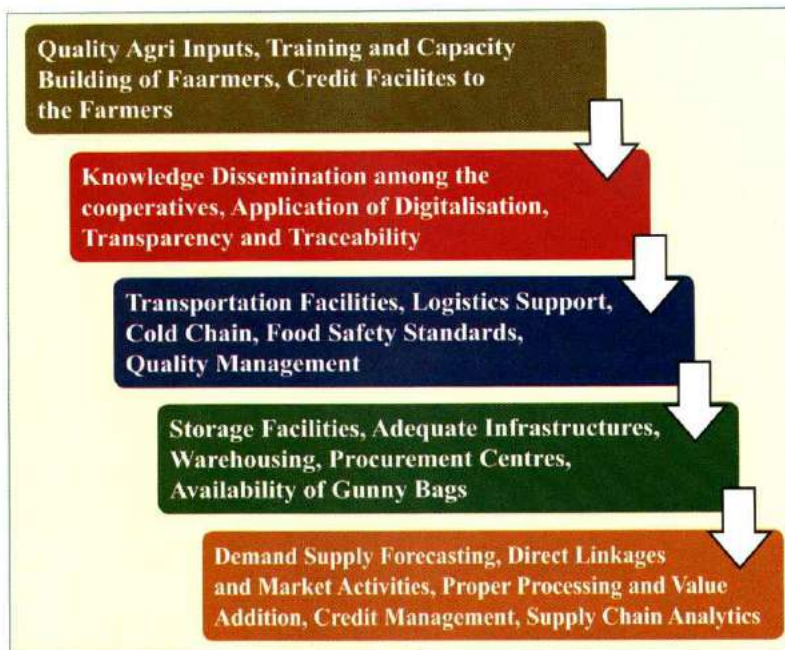 Quality Agri Inputs, Training and Capacity
Building of Faarmers, Credit Facilites to
the Farmers
Knowledge Dissemination among the
cooperatives, Application of Digitalisation,
Transparency and Traceability
Transportation Facilities, Logistics Support,
Cold Chain, Food Safety Standards,
Quality Management
Storage Facilities, Adequate Infrastructures,
Warehousing, Procurement Centres,
Availability of Gunny Bags
Demand Supply Forecasting, Direct Linkages
and Market Activities, Proper Processing and Value
Addition, Credit Management, Supply Chain Analytics